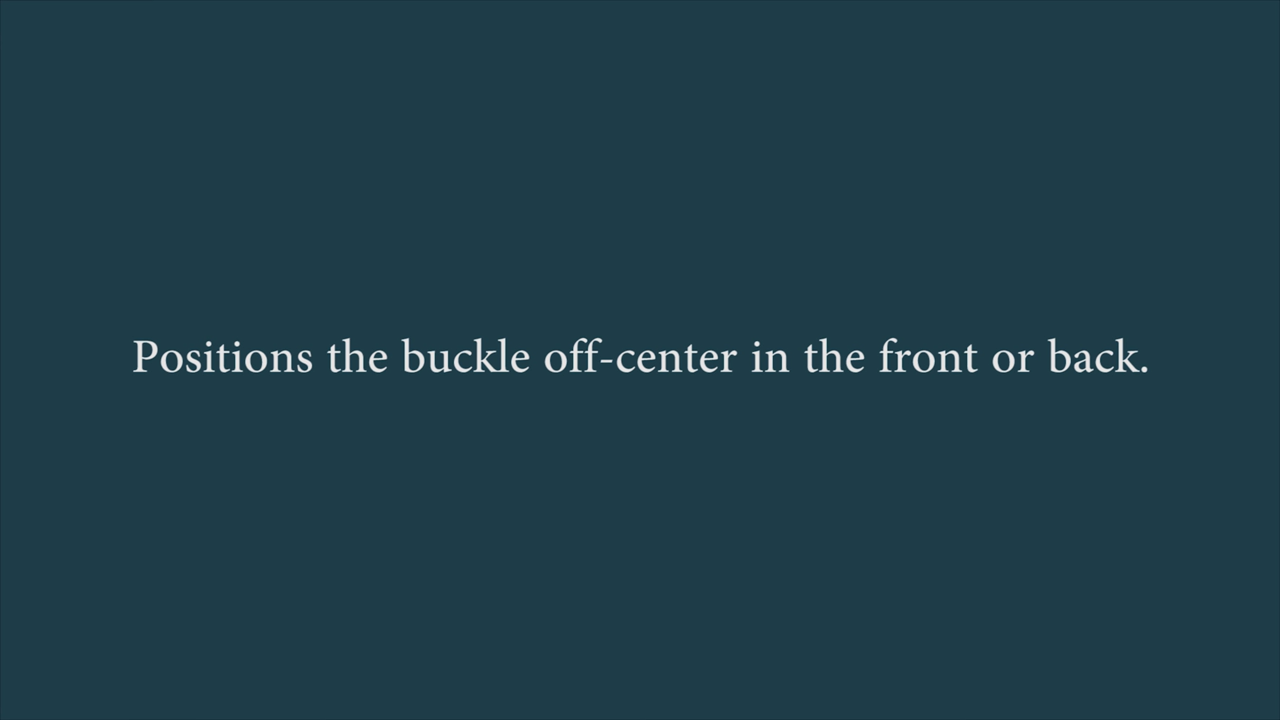 Positions the buckle off-center in the front or back.